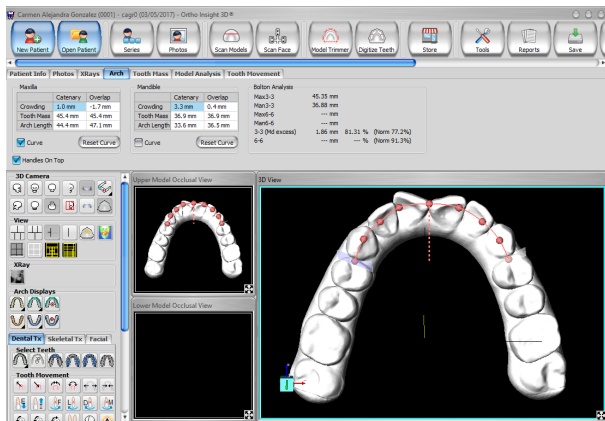 Carmen Alejandra Gonzalez (0001) - cagr0 (03/05/2017) - Ortho Insight 3D®
New Patient Open Patient Series Photos Scan Models Scan Face Model Trimmer Digitize Teeth Store Tools Reports Save
Patient Info Photos XRays Arch Tooth Mass Model Analysis Tooth Movement
Maxilla
Catenary Overlap
Crowding 1.0 mm -1.7 mm
Tooth Mass 45.4 mm 45.4 mm
Arch Length 44.4 mm 47.1 mm
Curve Reset Curve
Mandible
Catenary Overlap
Crowding 3.3 mm 0.4 mm
Tooth Mass 36.9 mm 36.9 mm
Arch Length 33.6 mm 36.5 mm
Curve Reset Curve
Bolton Analysis
Max3-3 45.35 mm
Man3-3 36.88 mm
Max6-6 --- mm
Man6-6 --- mm
3-3 (Md excess) 1.86 mm 81.31 % (Norm 77.2%)
6-6 --- mm --- % (Norm 91.3%)
Handles On Top
3D Camera
View
XRay
Arch Displays
Dental Tx Skeletal Tx Facial
Select Teeth
Tooth Movement
Upper Model Occlusal View
Lower Model Occlusal View
3D View